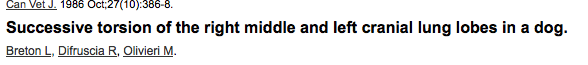 Can Vet J. 1986 Oct;27(10):386-8.
Successive torsion of the right middle and left cranial lung lobes in a dog.
Breton L, Difruscia R, Olivieri M.